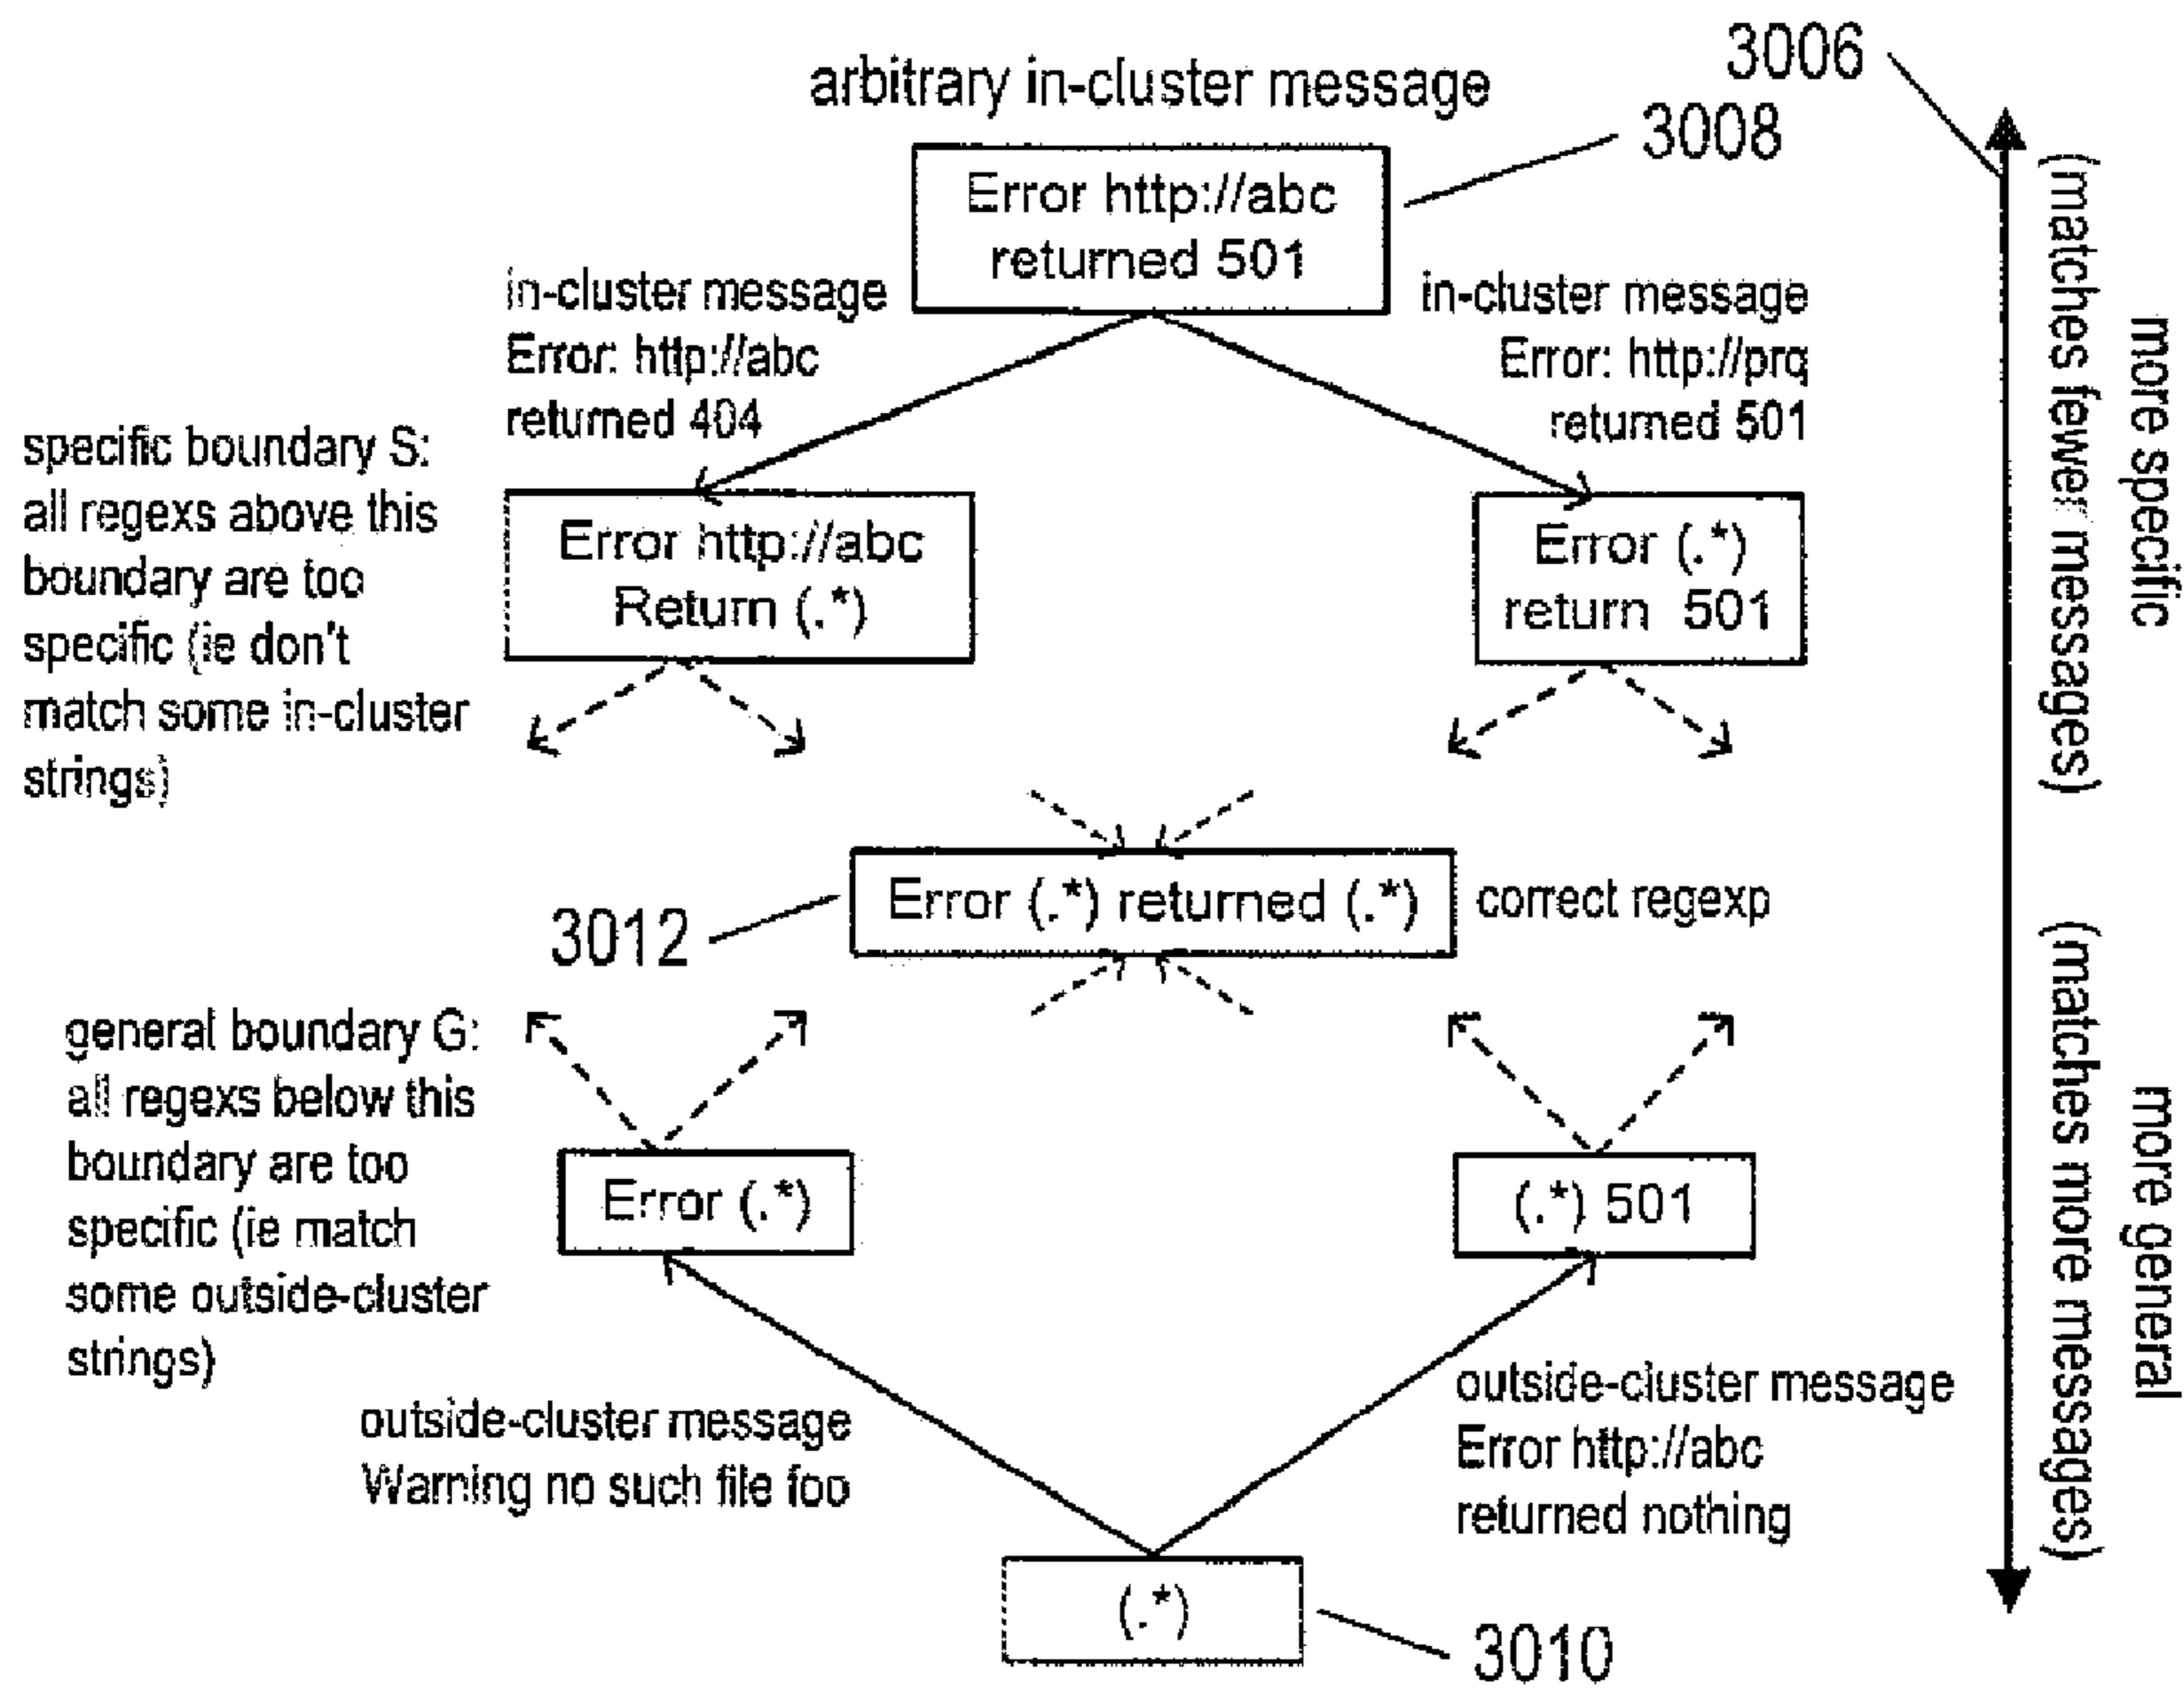 3006
arbitrary in-cluster message
3008
Error http://abc
returned 501
in-cluster message
Error: http://abc
returned 404
in-cluster message
Error: http://prq
returned 501
(matches fewer messages)
more specific
specific boundary S:
all regexs above this
boundary are too
specific (ie don't
match some in-cluster
strings)
Error http://abc
Return (.*)
Error (.*)
return 501
Error (.*) returned (.*)
correct regexp
3012
general boundary G:
all regexs below this
boundary are too
specific (ie match
some outside-cluster
strings)
Error (.*)
(.*) 501
(matches more messages)
more general
outside-cluster message
Warning no such file foo
outside-cluster message
Error http://abc
returned nothing
(.*)
3010